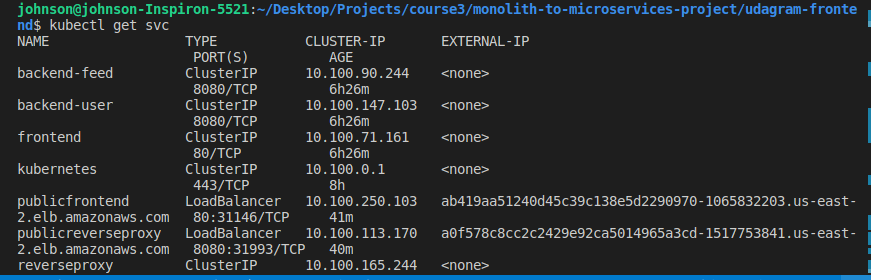 johnson@johnson-Inspiron-5521:~/Desktop/Projects/course3/monolith-to-microservices-project/udagram-fronte
nd$ kubectl get svc
NAME TYPE CLUSTER-IP EXTERNAL-IP
PORT(S) AGE
backend-feed ClusterIP 10.100.90.244 <none>
8080/TCP 6h26m
backend-user ClusterIP 10.100.147.103 <none>
8080/TCP 6h26m
frontend ClusterIP 10.100.71.161 <none>
80/TCP 6h26m
kubernetes ClusterIP 10.100.0.1 <none>
443/TCP 8h
publicfrontend LoadBalancer 10.100.250.103 ab419aa51240d45c39c138e5d2290970-1065832203.us-east-
2.elb.amazonaws.com 80:31146/TCP 41m
publicreverseproxy LoadBalancer 10.100.113.170 a0f578c8cc2c2429e92ca5014965a3cd-1517753841.us-east-
2.elb.amazonaws.com 8080:31993/TCP 40m
reverseproxy ClusterIP 10.100.165.244 <none>